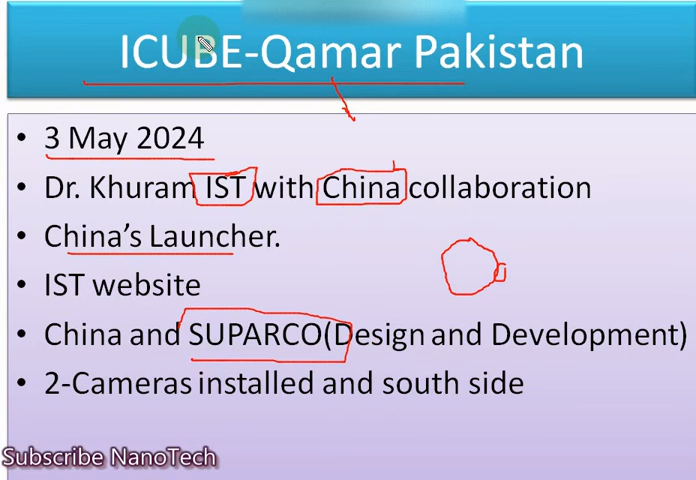 ICUBE-Qamar Pakistan
• 3 May 2024
• Dr. Khuram IST with China collaboration
• China's Launcher.
• IST website
• China and SUPARCO(Design and Development)
• 2-Cameras installed and south side
Subscribe NanoTech